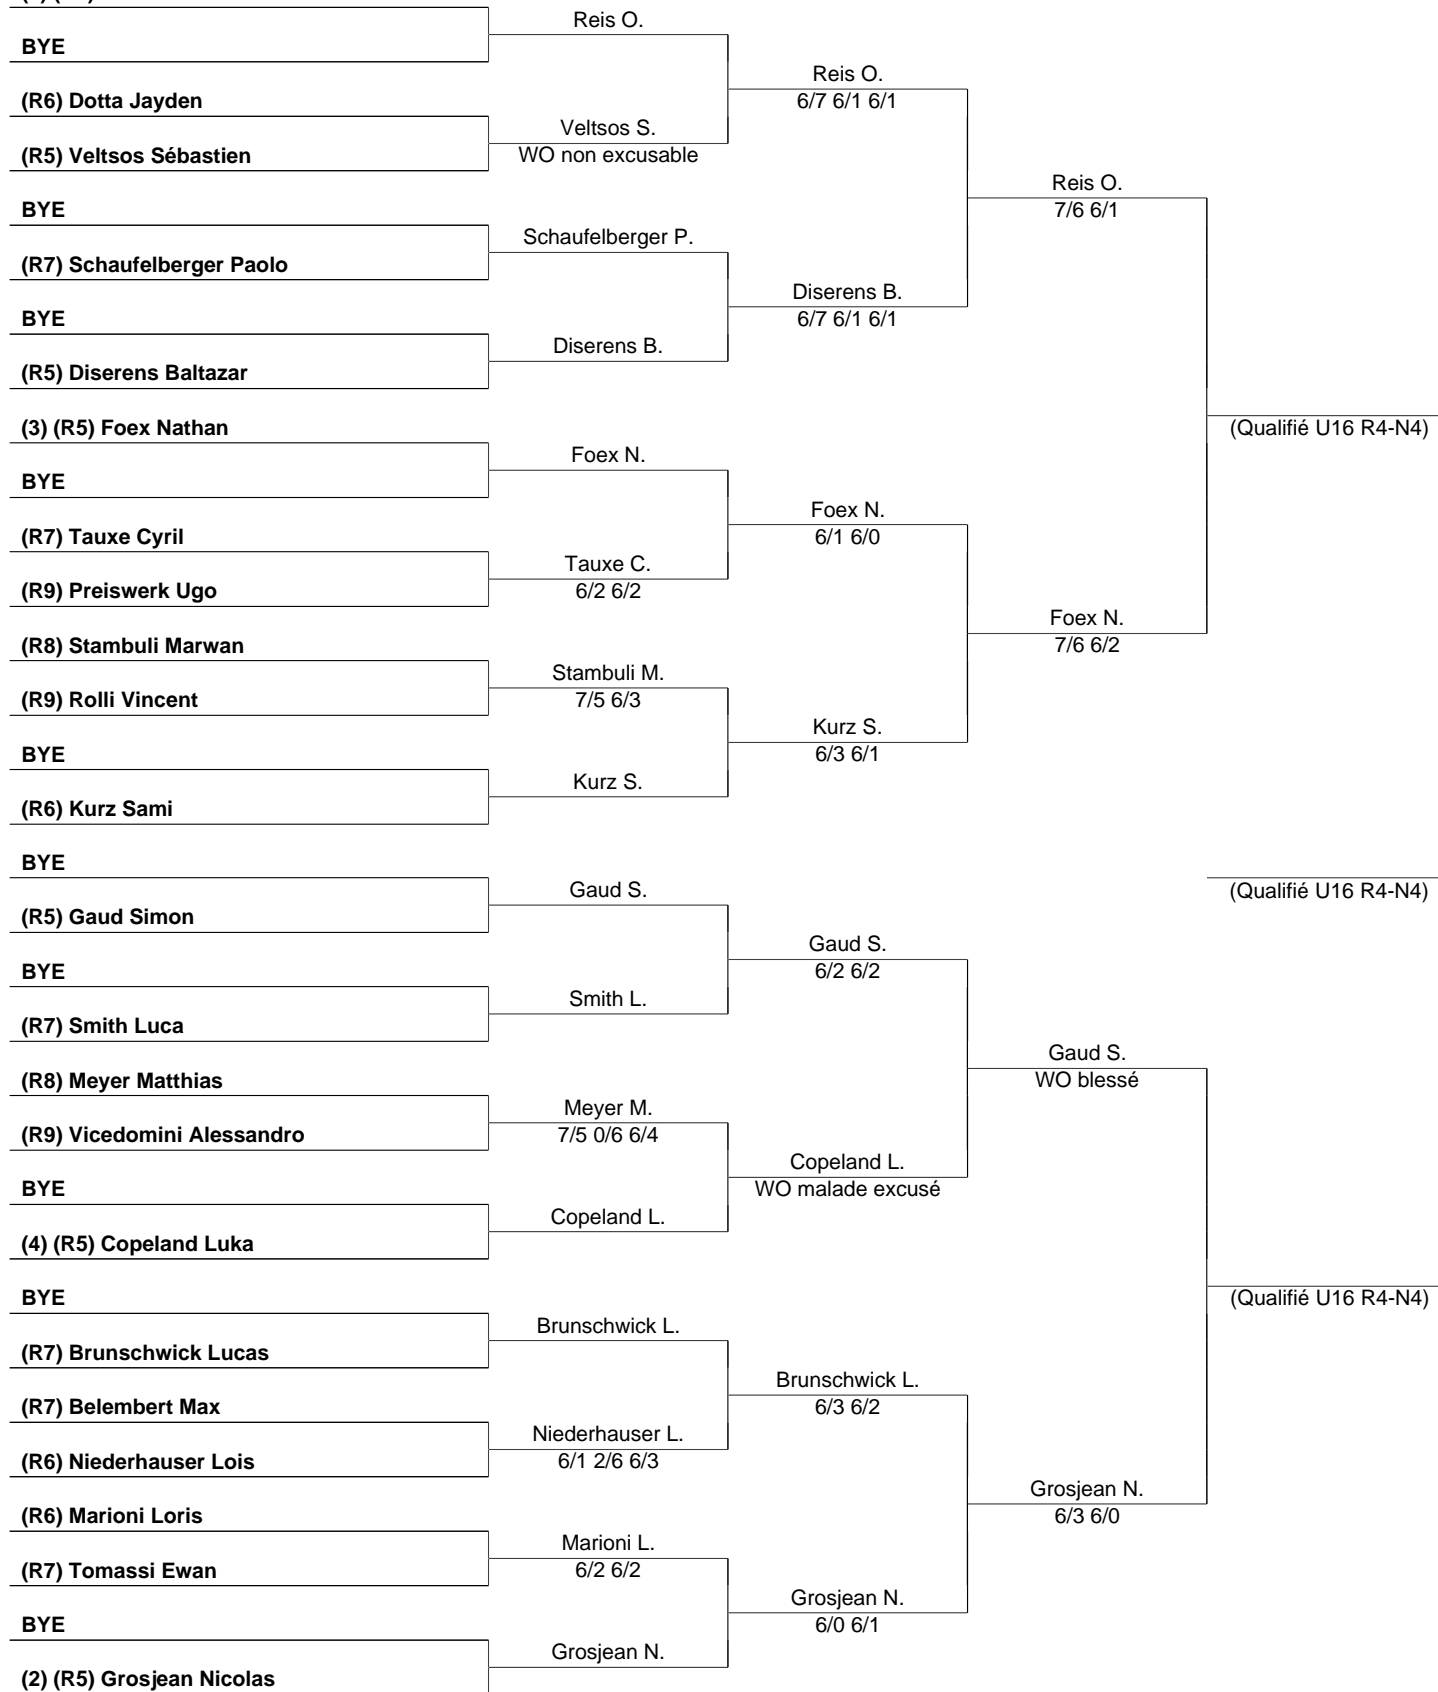 BYE
(R6) Dotta Jayden
(R5) Veltsos Sébastien
BYE
(R7) Schaufelberger Paolo
BYE
(R5) Diserens Baltazar
(3) (R5) Foex Nathan
BYE
(R7) Tauxe Cyril
(R9) Preiswerk Ugo
(R8) Stambuli Marwan
(R9) Rolli Vincent
BYE
(R6) Kurz Sami
BYE
(R5) Gaud Simon
BYE
(R7) Smith Luca
(R8) Meyer Matthias
(R9) Vicedomini Alessandro
BYE
(4) (R5) Copeland Luka
BYE
(R7) Brunschwick Lucas
(R7) Belembert Max
(R6) Niederhauser Lois
(R6) Marioni Loris
(R7) Tomassi Ewan
BYE
(2) (R5) Grosjean Nicolas
Reis O.
Veltsos S.
WO non excusable
Schaufelberger P.
Diserens B.
Foex N.
Tauxe C.
6/2 6/2
Stambuli M.
7/5 6/3
Kurz S.
Gaud S.
Smith L.
Meyer M.
7/5 0/6 6/4
Copeland L.
Brunschwick L.
Niederhauser L.
6/1 2/6 6/3
Marioni L.
6/2 6/2
Grosjean N.
Reis O.
6/7 6/1 6/1
Diserens B.
6/7 6/1 6/1
Foex N.
6/1 6/0
Kurz S.
6/3 6/1
Gaud S.
6/2 6/2
Copeland L.
WO malade excusé
Brunschwick L.
6/3 6/2
Grosjean N.
6/0 6/1
Reis O.
7/6 6/1
Foex N.
7/6 6/2
Gaud S.
WO blessé
Grosjean N.
6/3 6/0
(Qualifié U16 R4-N4)
(Qualifié U16 R4-N4)
(Qualifié U16 R4-N4)